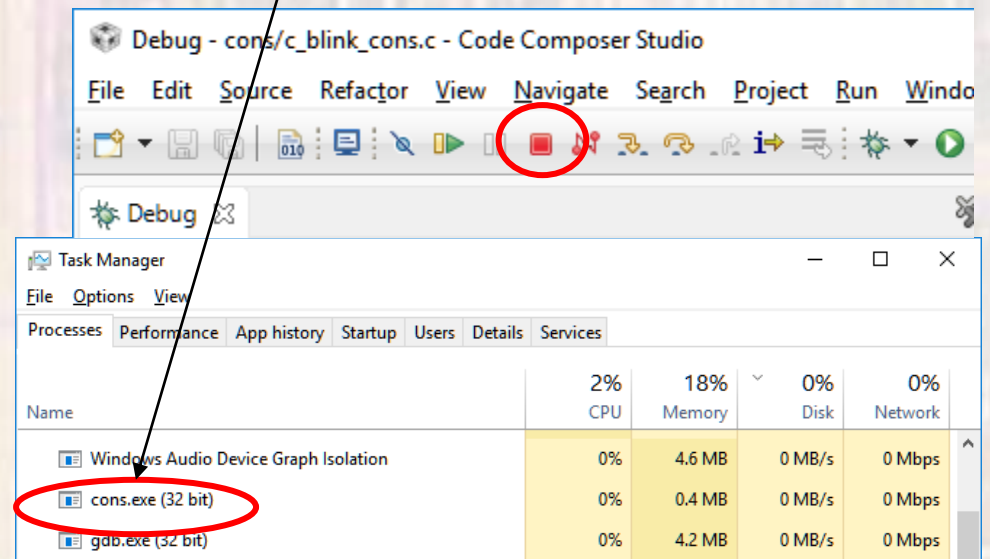 Debug - cons/c_blink_cons.c - Code Composer Studio
File Edit Source Refactor View Navigate Search Project Run Windo
010
Debug
Task Manager
File Options View
Processes Performance App history Startup Users Details Services
2% 18% 0% 0%
Name CPU Memory Disk Network
Windows Audio Device Graph Isolation 0% 4.6 MB 0 MB/s 0 Mbps
cons.exe (32 bit) 0% 0.4 MB 0 MB/s 0 Mbps
gdb.exe (32 bit) 0% 4.2 MB 0 MB/s 0 Mbps